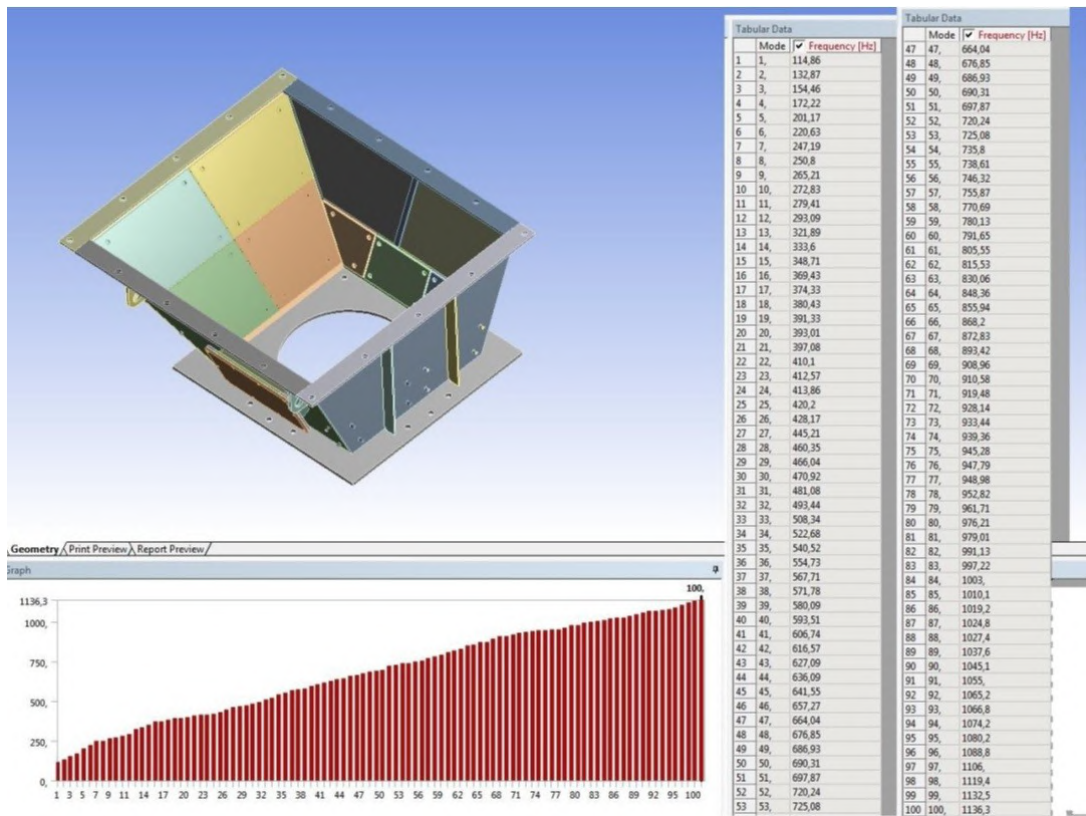 Tabular Data
Mode Frequency [Hz]
1 1, 114,86
2 2, 132,87
3 3, 154,46
4 4, 172,22
5 5, 201,17
6 6, 220,63
7 7, 247,19
8 8, 250,8
9 9, 265,21
10 10, 272,83
11 11, 279,41
12 12, 293,09
13 13, 321,89
14 14, 333,6
15 15, 348,71
16 16, 369,43
17 17, 374,33
18 18, 380,43
19 19, 391,33
20 20, 393,01
21 21, 397,08
22 22, 410,1
23 23, 412,57
24 24, 413,86
25 25, 420,2
26 26, 428,17
27 27, 445,21
28 28, 460,35
29 29, 466,04
30 30, 470,92
31 31, 481,08
32 32, 493,44
33 33, 508,34
34 34, 522,68
35 35, 540,52
36 36, 554,73
37 37, 567,71
38 38, 571,78
39 39, 580,09
40 40, 593,51
41 41, 606,74
42 42, 616,57
43 43, 627,09
44 44, 636,09
45 45, 641,55
46 46, 657,27
47 47, 664,04
48 48, 676,85
49 49, 686,93
50 50, 690,31
51 51, 697,87
52 52, 720,24
53 53, 725,08
Tabular Data
Mode Frequency [Hz]
47 47, 664,04
48 48, 676,85
49 49, 686,93
50 50, 690,31
51 51, 697,87
52 52, 720,24
53 53, 725,08
54 54, 735,8
55 55, 738,61
56 56, 746,32
57 57, 755,87
58 58, 770,69
59 59, 780,13
60 60, 791,65
61 61, 805,55
62 62, 815,53
63 63, 830,06
64 64, 848,36
65 65, 855,94
66 66, 868,2
67 67, 872,83
68 68, 893,42
69 69, 908,96
70 70, 910,58
71 71, 919,48
72 72, 928,14
73 73, 933,44
74 74, 939,36
75 75, 945,28
76 76, 947,79
77 77, 948,98
78 78, 952,82
79 79, 961,71
80 80, 976,21
81 81, 979,01
82 82, 991,13
83 83, 997,22
84 84, 1003,
85 85, 1010,1
86 86, 1019,2
87 87, 1024,8
88 88, 1027,4
89 89, 1037,6
90 90, 1045,1
91 91, 1055,
92 92, 1065,2
93 93, 1066,8
94 94, 1074,2
95 95, 1080,2
96 96, 1088,8
97 97, 1106,
98 98, 1119,4
99 99, 1132,5
100 100, 1136,3
Geometry Print Preview Report Preview
Graph
100,
1136,3
1000,
750,
500,
250,
0,
1 3 5 7 9 11 14 17 20 23 26 29 32 35 38 41 44 47 50 53 56 59 62 65 68 71 74 77 80 83 86 89 92 95 100